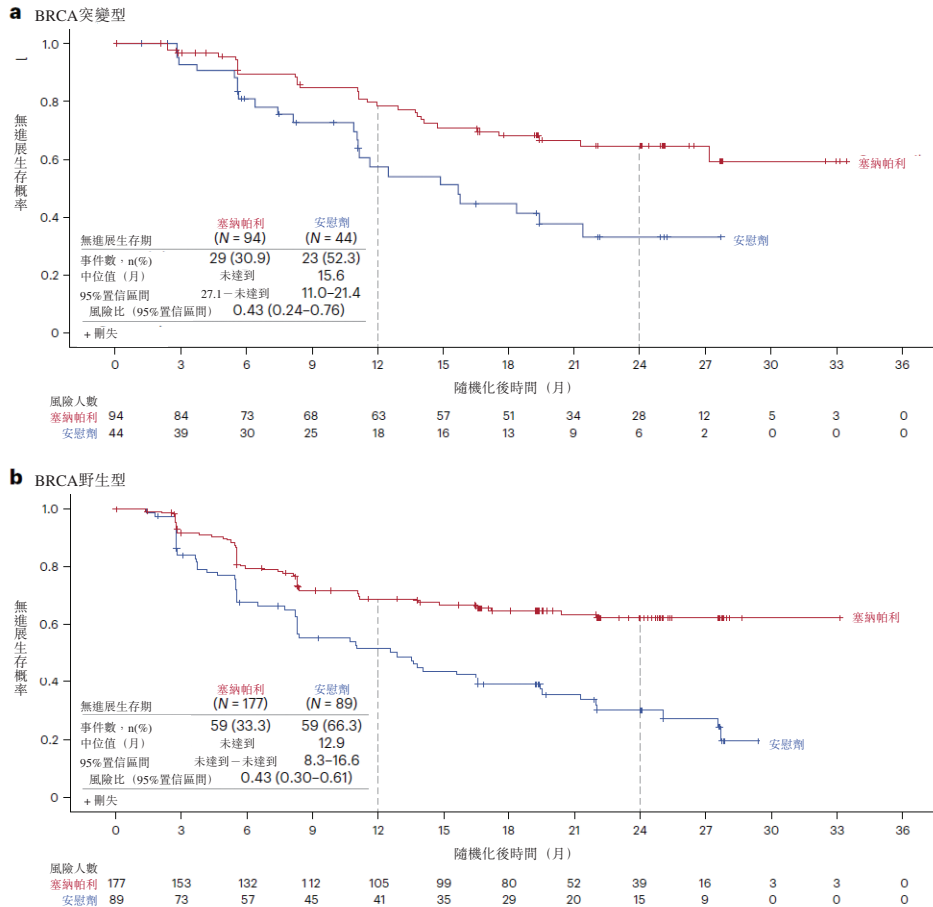 a BRCA突變型
1.0
0.8
0.6
0.4
0.2
0
無進展生存概率
塞納帕利
安慰劑
塞納帕利 安慰劑
無進展生存期 (N = 94) (N = 44)
事件數，n(%) 29 (30.9) 23 (52.3)
中位值（月） 未達到 15.6
95%置信區間 27.1－未達到 11.0–21.4
風險比（95%置信區間） 0.43 (0.24–0.76)
+ 刪失
0 3 6 9 12 15 18 21 24 27 30 33 36
隨機化後時間（月）
風險人數
塞納帕利 94 84 73 68 63 57 51 34 28 12 5 3 0
安慰劑 44 39 30 25 18 16 13 9 6 2 0 0 0
b BRCA野生型
1.0
0.8
0.6
0.4
0.2
0
無進展生存概率
塞納帕利
安慰劑
塞納帕利 安慰劑
無進展生存期 (N = 177) (N = 89)
事件數，n(%) 59 (33.3) 59 (66.3)
中位值（月） 未達到 12.9
95%置信區間 未達到－未達到 8.3–16.6
風險比（95%置信區間） 0.43 (0.30–0.61)
+ 刪失
0 3 6 9 12 15 18 21 24 27 30 33 36
隨機化後時間（月）
風險人數
塞納帕利 177 153 132 112 105 99 80 52 39 16 3 3 0
安慰劑 89 73 57 45 41 35 29 20 15 9 0 0 0